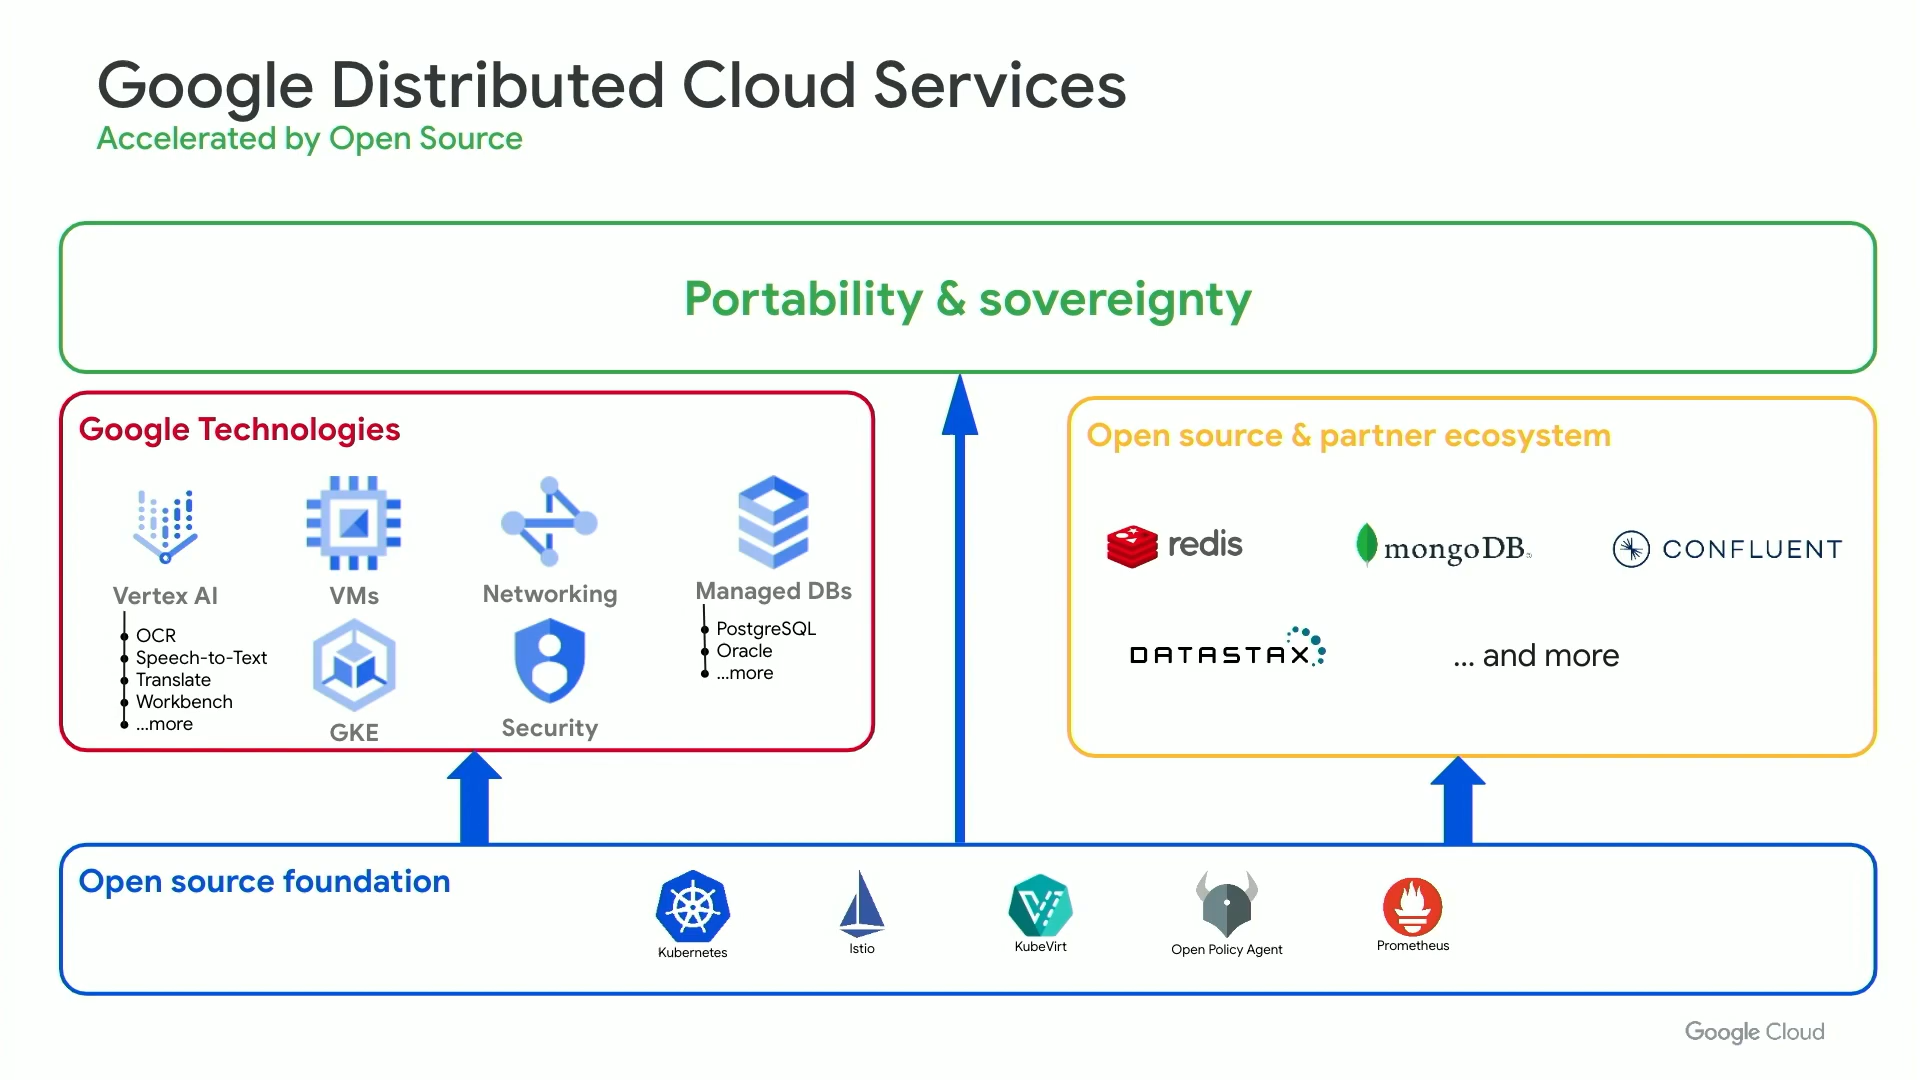 Google Distributed Cloud Services
Accelerated by Open Source
Portability & sovereignty
Google Technologies
Vertex AI
OCR
Speech-to-Text
Translate
Workbench
...more
VMs
GKE
Networking
Security
Managed DBs
PostgreSQL
Oracle
...more
Open source & partner ecosystem
redis
mongoDB
CONFLUENT
DATASTAX
... and more
Open source foundation
Kubernetes
Istio
KubeVirt
Open Policy Agent
Prometheus
Google Cloud